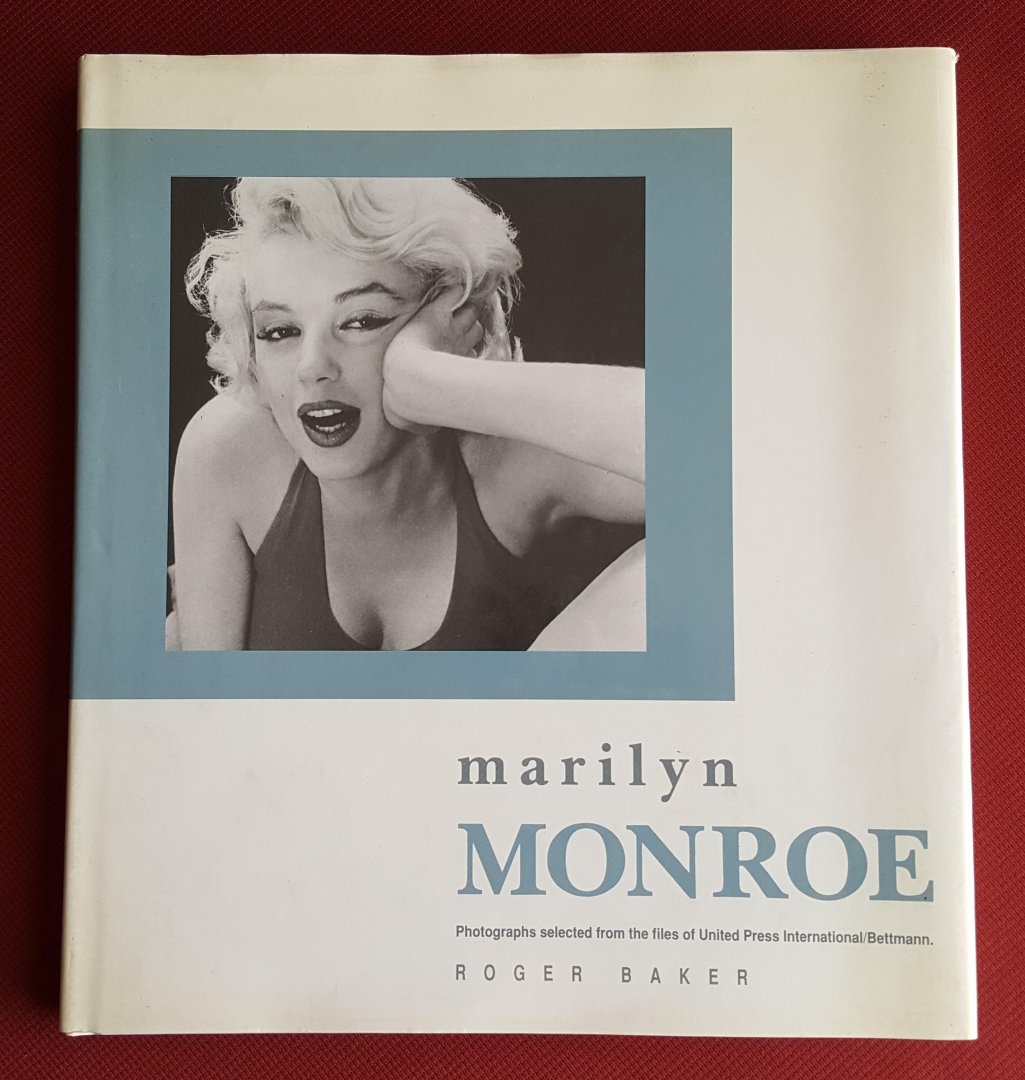 marilyn
MONROE
Photographs selected from the files of United Press International/Bettmann.
ROGER BAKER